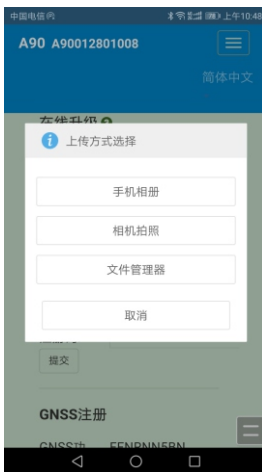 中国电信 上午10:48
A90 A90012801008
简体中文
在线升级
上传方式选择
手机相册
相机拍照
文件管理器
取消
提交
GNSS注册